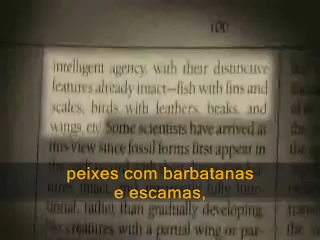 100
intelligent agency, with their distinctive
features already intact—fish with fins and
scales, birds with feathers, beaks, and
wings, etc. Some scientists have arrived at
this view since fossil forms first appear in
peixes com barbatanas
e escamas,
rather than gradually developing.
No creatures with a partial wing or par-